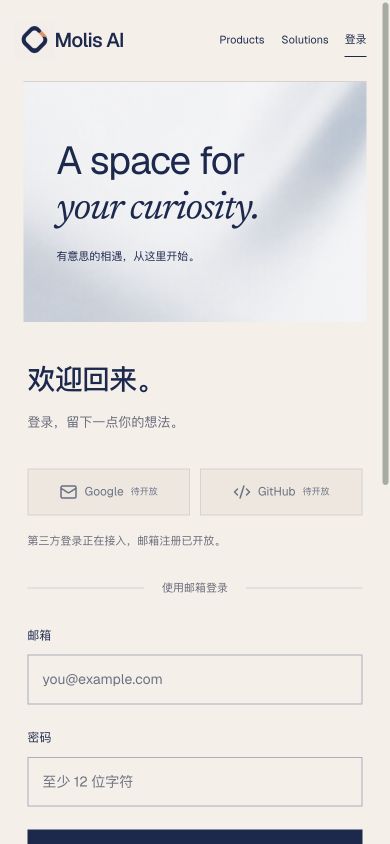 Molis AI
Products Solutions 登录
A space for
your curiosity.
有意思的相遇，从这里开始。
欢迎回来。
登录，留下一点你的想法。
Google 待开放 GitHub 待开放
第三方登录正在接入，邮箱注册已开放。
使用邮箱登录
邮箱
you@example.com
密码
至少 12 位字符